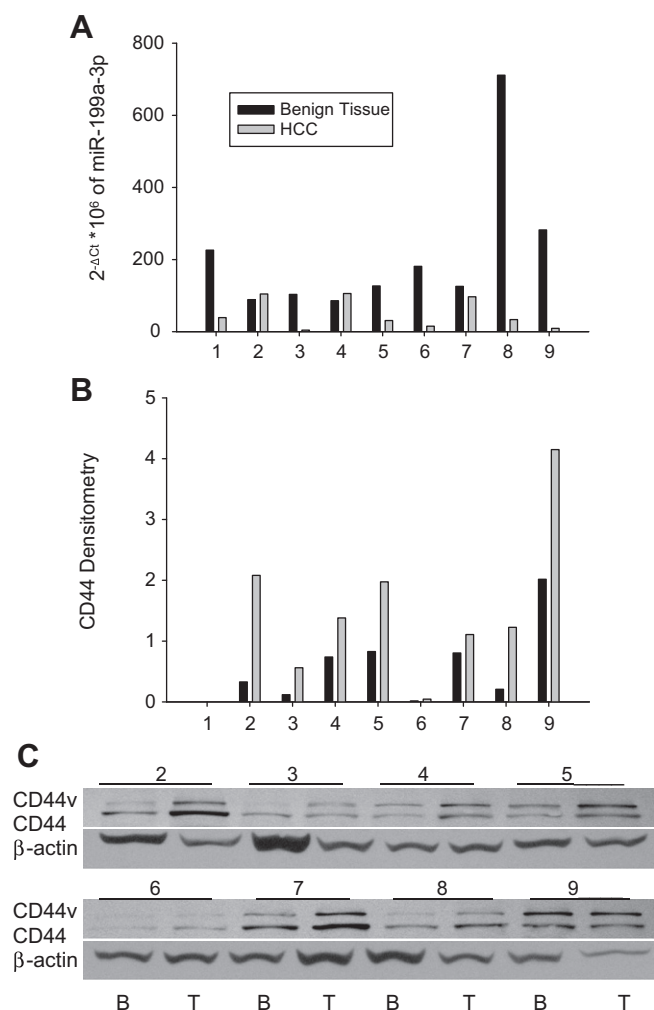 A
800
600
400
200
0
2-ΔCt *10⁶ of miR-199a-3p
Benign Tissue
HCC
1 2 3 4 5 6 7 8 9
B
5
4
3
2
1
0
CD44 Densitometry
1 2 3 4 5 6 7 8 9
C
2 3 4 5
CD44v
CD44
β-actin
6 7 8 9
CD44v
CD44
β-actin
B T B T B T B T